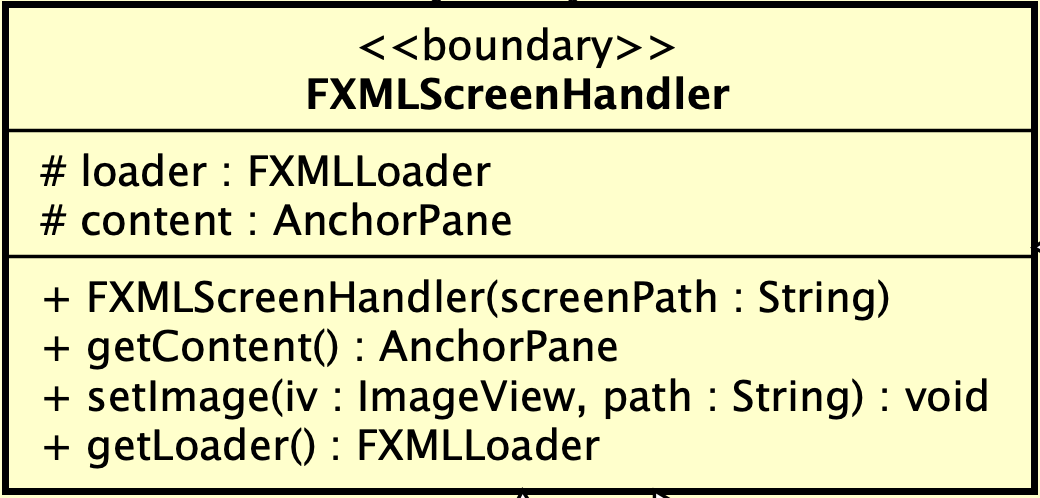 <<boundary>>
FXMLScreenHandler
# loader : FXMLLoader
# content : AnchorPane
+ FXMLScreenHandler(screenPath : String)
+ getContent() : AnchorPane
+ setImage(iv : ImageView, path : String) : void
+ getLoader() : FXMLLoader